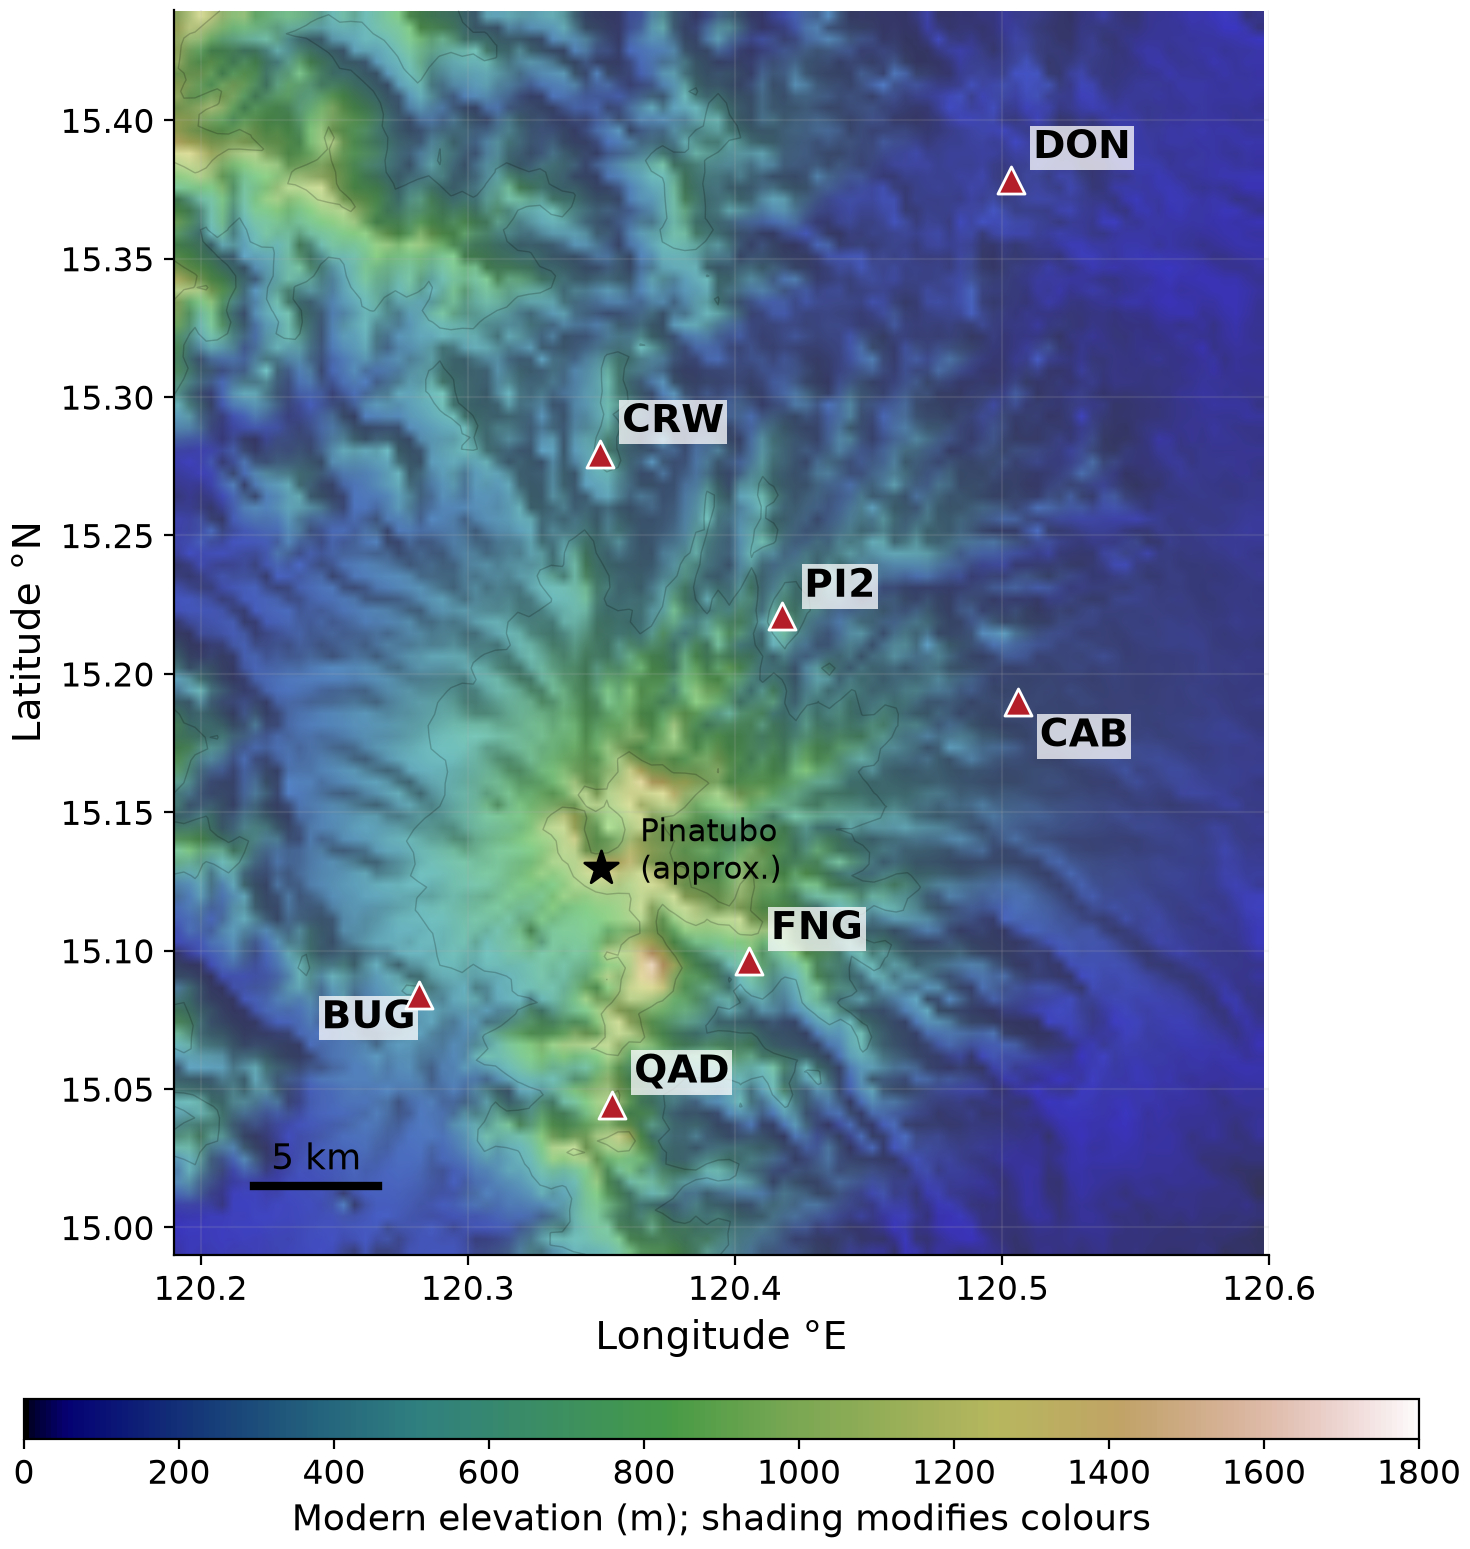 15.40
15.35
15.30
15.25
15.20
15.15
15.10
15.05
15.00
Latitude °N
DON
CRW
PI2
CAB
Pinatubo
(approx.)
FNG
BUG
QAD
5 km
120.2 120.3 120.4 120.5 120.6
Longitude °E
0 200 400 600 800 1000 1200 1400 1600 1800
Modern elevation (m); shading modifies colours